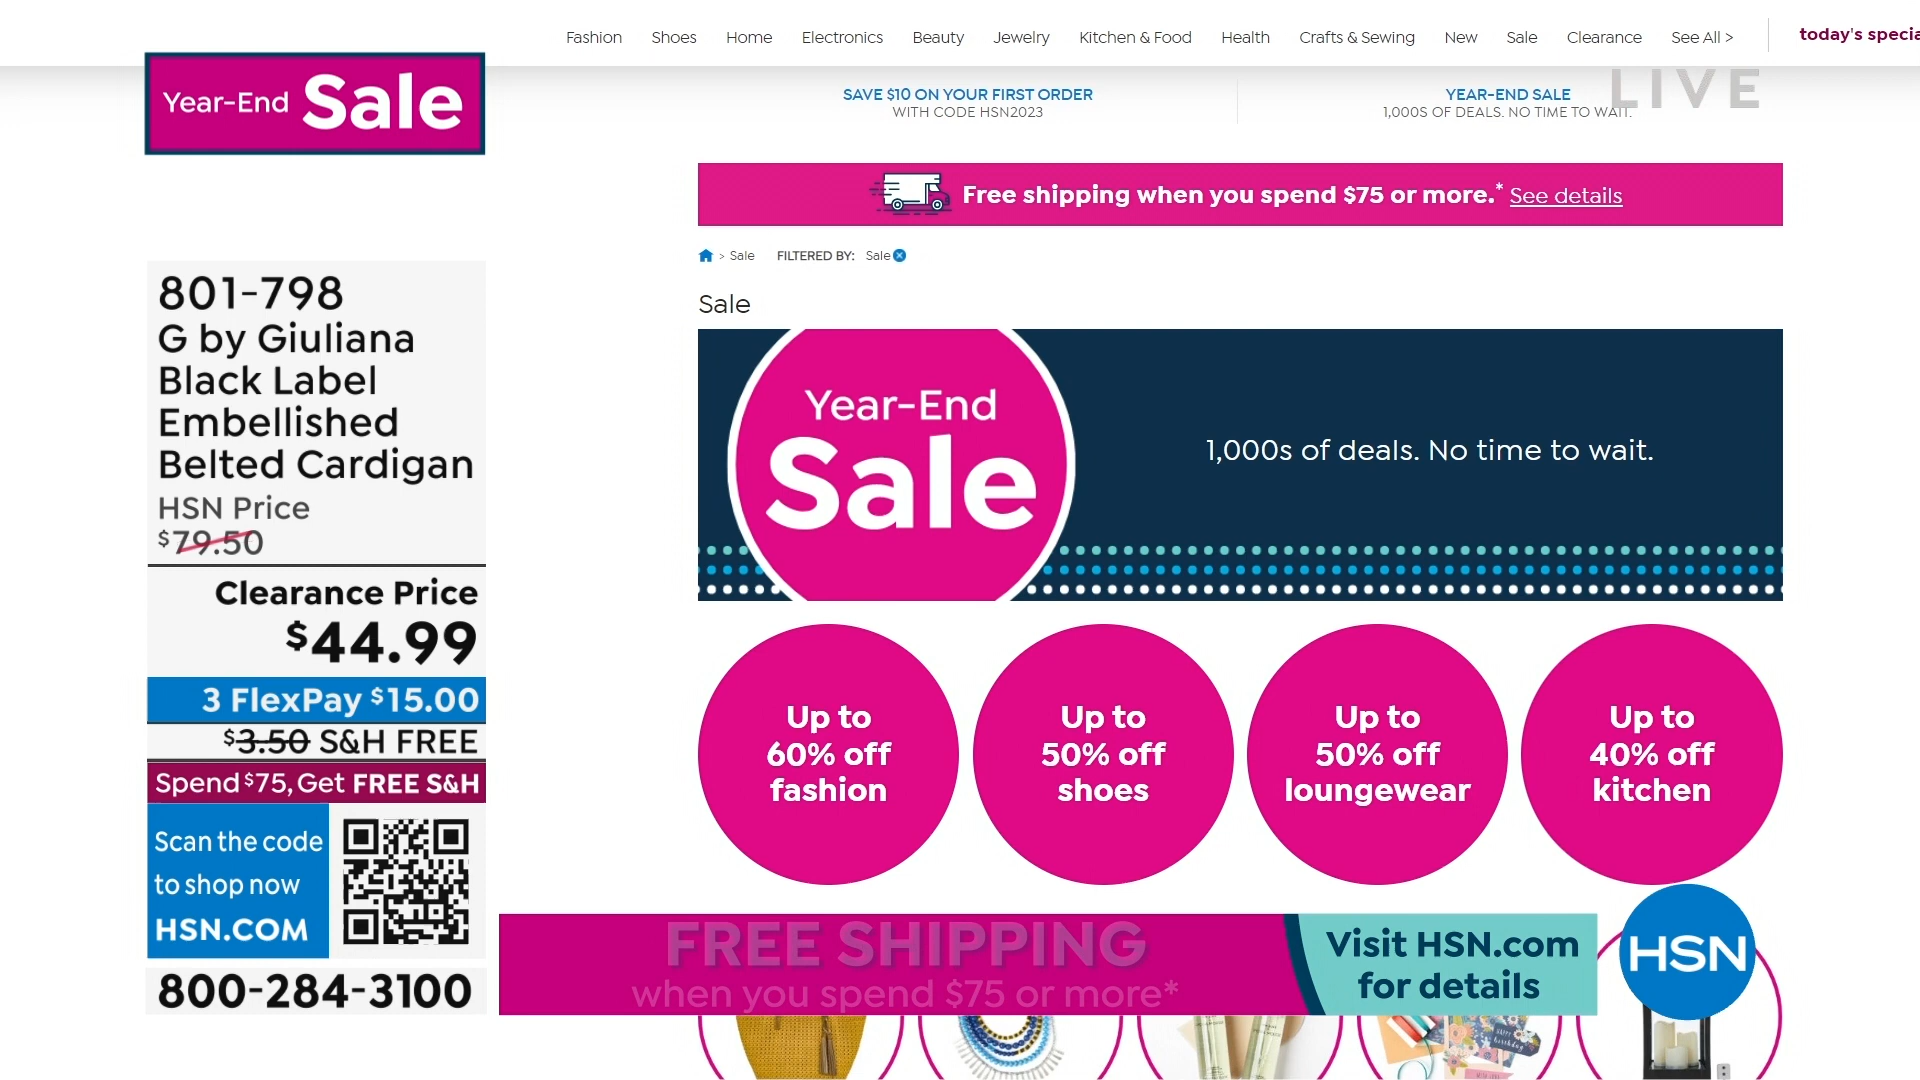 Fashion Shoes Home Electronics Beauty Jewelry Kitchen & Food Health Crafts & Sewing New Sale Clearance See All > today's specia
LIVE
Year-End Sale
SAVE $10 ON YOUR FIRST ORDER
WITH CODE HSN2023
YEAR-END SALE
1,000S OF DEALS. NO TIME TO WAIT.
Free shipping when you spend $75 or more.* See details
> Sale FILTERED BY: Sale
Sale
Year-End
Sale
1,000s of deals. No time to wait.
Up to
60% off
fashion
Up to
50% off
shoes
Up to
50% off
loungewear
Up to
40% off
kitchen
801-798
G by Giuliana
Black Label
Embellished
Belted Cardigan
HSN Price
$79.50
Clearance Price
$44.99
3 FlexPay $15.00
$3.50 S&H FREE
Spend $75, Get FREE S&H
Scan the code
to shop now
HSN.COM
800-284-3100
FREE SHIPPING
when you spend $75 or more*
Visit HSN.com
for details
HSN